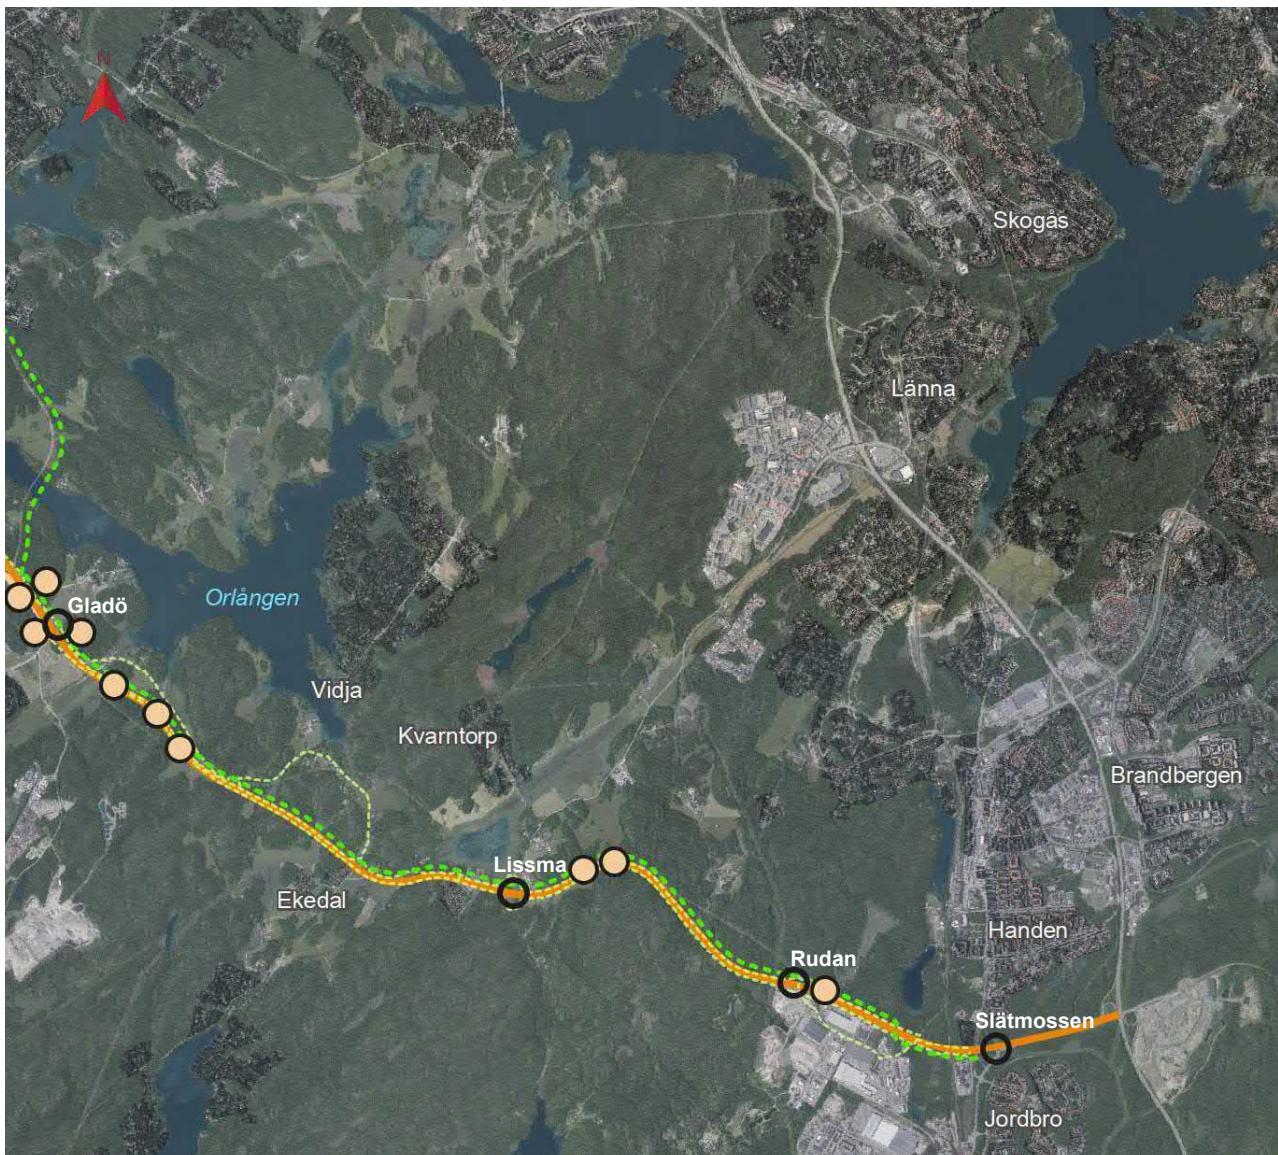 N
Skogås
Länna
Orlången
Gladö
Vidja
Kvarntorp
Brandbergen
Lissma
Ekedal
Handen
Rudan
Slätmossen
Jordbro